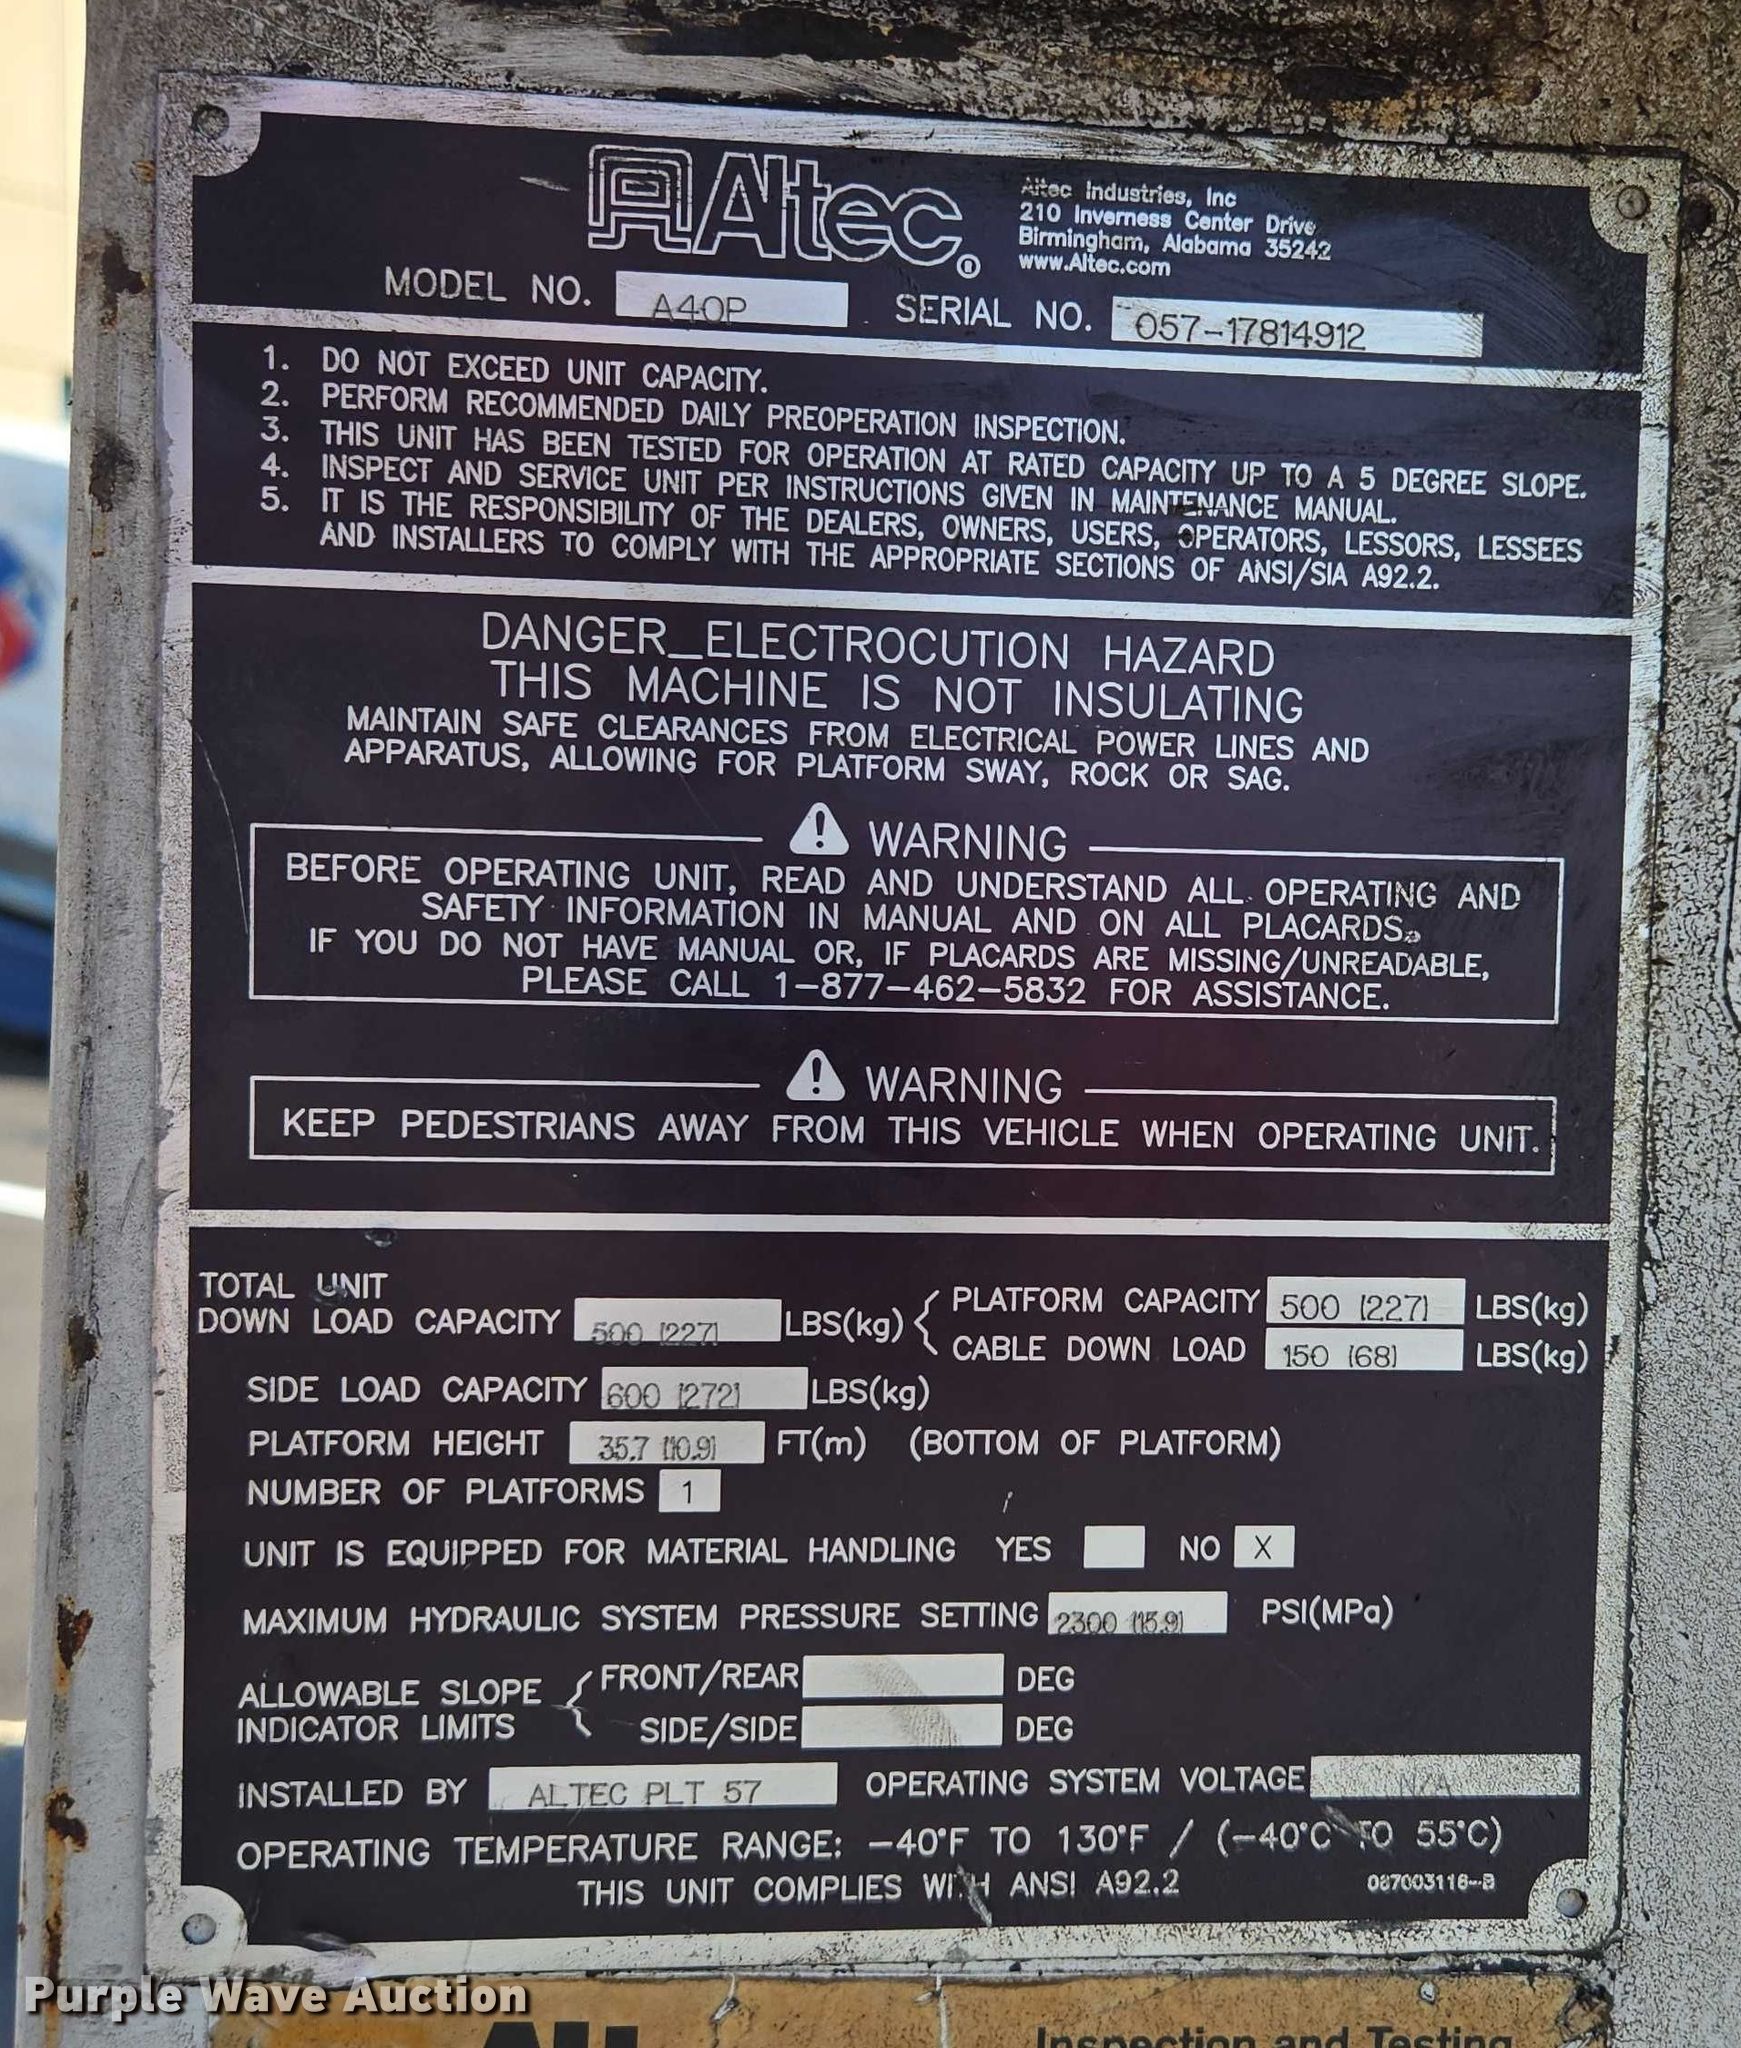 Altec®
Altec Industries, Inc
210 Inverness Center Drive
Birmingham, Alabama 35242
www.Altec.com
MODEL NO. A40P SERIAL NO. 057-17814912
1. DO NOT EXCEED UNIT CAPACITY.
2. PERFORM RECOMMENDED DAILY PREOPERATION INSPECTION.
3. THIS UNIT HAS BEEN TESTED FOR OPERATION AT RATED CAPACITY UP TO A 5 DEGREE SLOPE.
4. INSPECT AND SERVICE UNIT PER INSTRUCTIONS GIVEN IN MAINTENANCE MANUAL.
5. IT IS THE RESPONSIBILITY OF THE DEALERS, OWNERS, USERS, OPERATORS, LESSORS, LESSEES
AND INSTALLERS TO COMPLY WITH THE APPROPRIATE SECTIONS OF ANSI/SIA A92.2.
DANGER_ELECTROCUTION HAZARD
THIS MACHINE IS NOT INSULATING
MAINTAIN SAFE CLEARANCES FROM ELECTRICAL POWER LINES AND
APPARATUS, ALLOWING FOR PLATFORM SWAY, ROCK OR SAG.
WARNING
BEFORE OPERATING UNIT, READ AND UNDERSTAND ALL OPERATING AND
SAFETY INFORMATION IN MANUAL AND ON ALL PLACARDS.
IF YOU DO NOT HAVE MANUAL OR, IF PLACARDS ARE MISSING/UNREADABLE,
PLEASE CALL 1-877-462-5832 FOR ASSISTANCE.
WARNING
KEEP PEDESTRIANS AWAY FROM THIS VEHICLE WHEN OPERATING UNIT.
TOTAL UNIT
DOWN LOAD CAPACITY 500 (227) LBS(kg)
PLATFORM CAPACITY 500 (227) LBS(kg)
CABLE DOWN LOAD 150 (68) LBS(kg)
SIDE LOAD CAPACITY 600 (272) LBS(kg)
PLATFORM HEIGHT 35.7 (10.9) FT(m) (BOTTOM OF PLATFORM)
NUMBER OF PLATFORMS 1
UNIT IS EQUIPPED FOR MATERIAL HANDLING YES NO X
MAXIMUM HYDRAULIC SYSTEM PRESSURE SETTING 2300 (15.9) PSI(MPa)
ALLOWABLE SLOPE
INDICATOR LIMITS
FRONT/REAR DEG
SIDE/SIDE DEG
INSTALLED BY ALTEC PLT 57 OPERATING SYSTEM VOLTAGE N/A
OPERATING TEMPERATURE RANGE: -40°F TO 130°F / (-40°C TO 55°C)
THIS UNIT COMPLIES WITH ANSI A92.2 087003116-B
Purple Wave Auction
Inspection and Testing